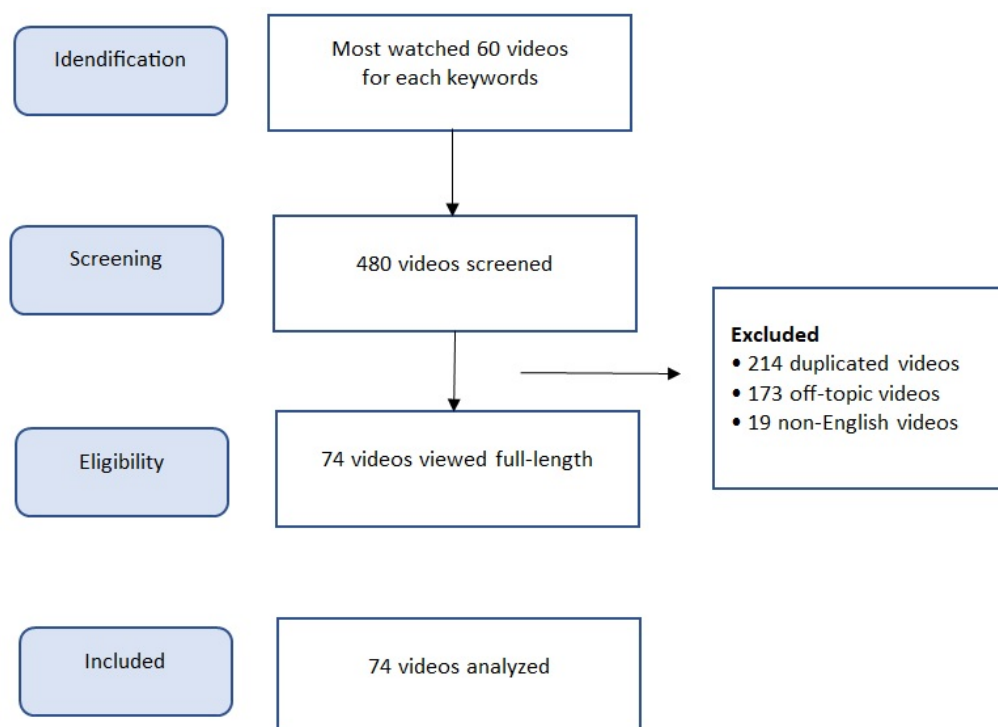 Idendification
Most watched 60 videos
for each keywords
Screening
480 videos screened
Excluded
• 214 duplicated videos
• 173 off-topic videos
• 19 non-English videos
Eligibility
74 videos viewed full-length
Included
74 videos analyzed